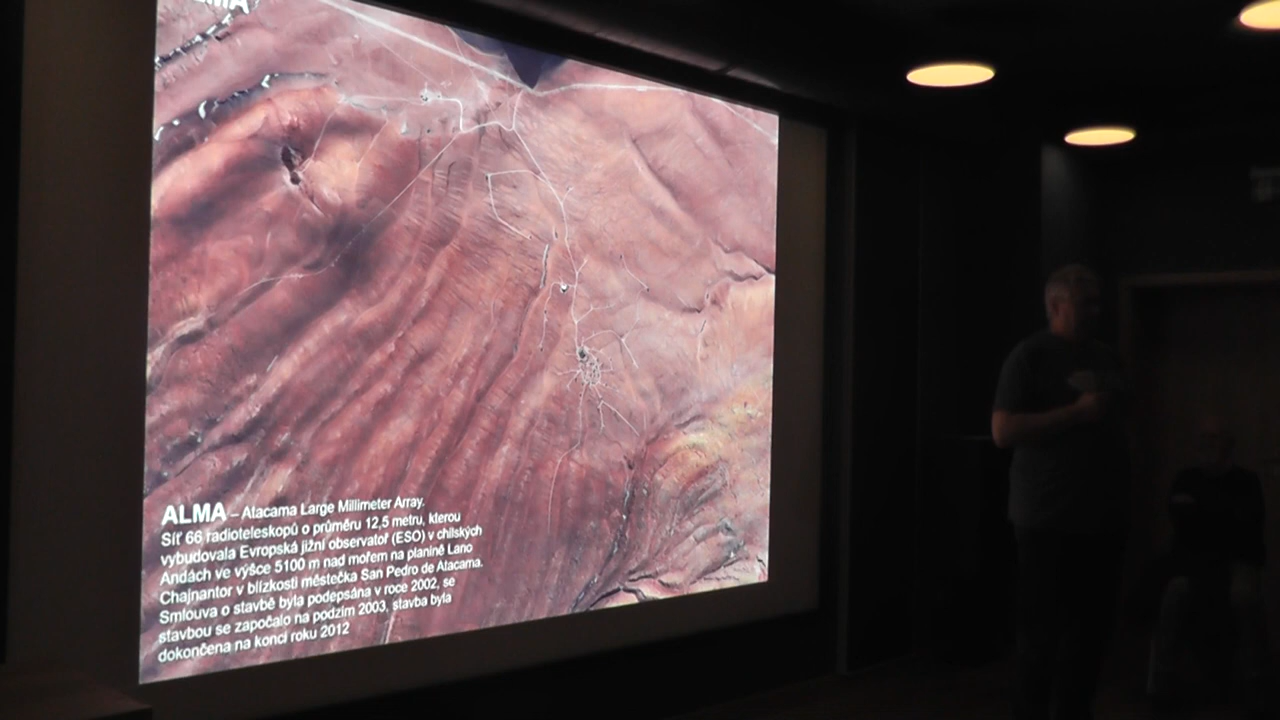 ALMA
ALMA – Atacama Large Millimeter Array.
Síť 66 radioteleskopů o průměru 12,5 metru, kterou
vybudovala Evropská jižní observatoř (ESO) v chilských
Andách ve výšce 5100 m nad mořem na planině Lano
Chajnantor v blízkosti městečka San Pedro de Atacama.
Smlouva o stavbě byla podepsána v roce 2002, se
stavbou se započalo na podzim 2003, stavba byla
dokončena na konci roku 2012